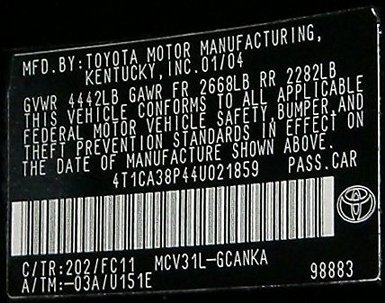 MFD. BY: TOYOTA MOTOR MANUFACTURING,
KENTUCKY, INC. 01/04
GVWR 4442LB GAWR FR 2668LB RR 2282LB
THIS VEHICLE CONFORMS TO ALL APPLICABLE
FEDERAL MOTOR VEHICLE SAFETY, BUMPER, AND
THEFT PREVENTION STANDARDS IN EFFECT ON
THE DATE OF MANUFACTURE SHOWN ABOVE.
4T1CA38P44U021859 PASS. CAR
C/TR: 202/FC11 MCV31L-GCANKA
A/TM: -03A/U151E 98883